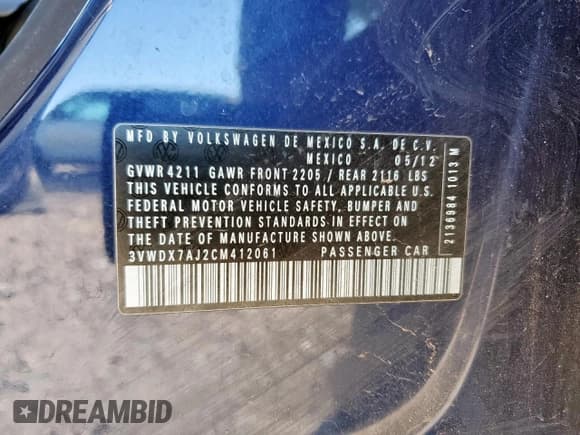 MFD BY VOLKSWAGEN DE MEXICO S.A. DE C.V.
MEXICO 05/12
GVWR 4211 GAWR FRONT 2205 / REAR 2116 LBS
THIS VEHICLE CONFORMS TO ALL APPLICABLE U.S.
FEDERAL MOTOR VEHICLE SAFETY, BUMPER AND
THEFT PREVENTION STANDARDS IN EFFECT ON
THE DATE OF MANUFACTURE SHOWN ABOVE.
3VWDX7AJ2CM412061 PASSENGER CAR
2136984 1013 M
DREAMBID